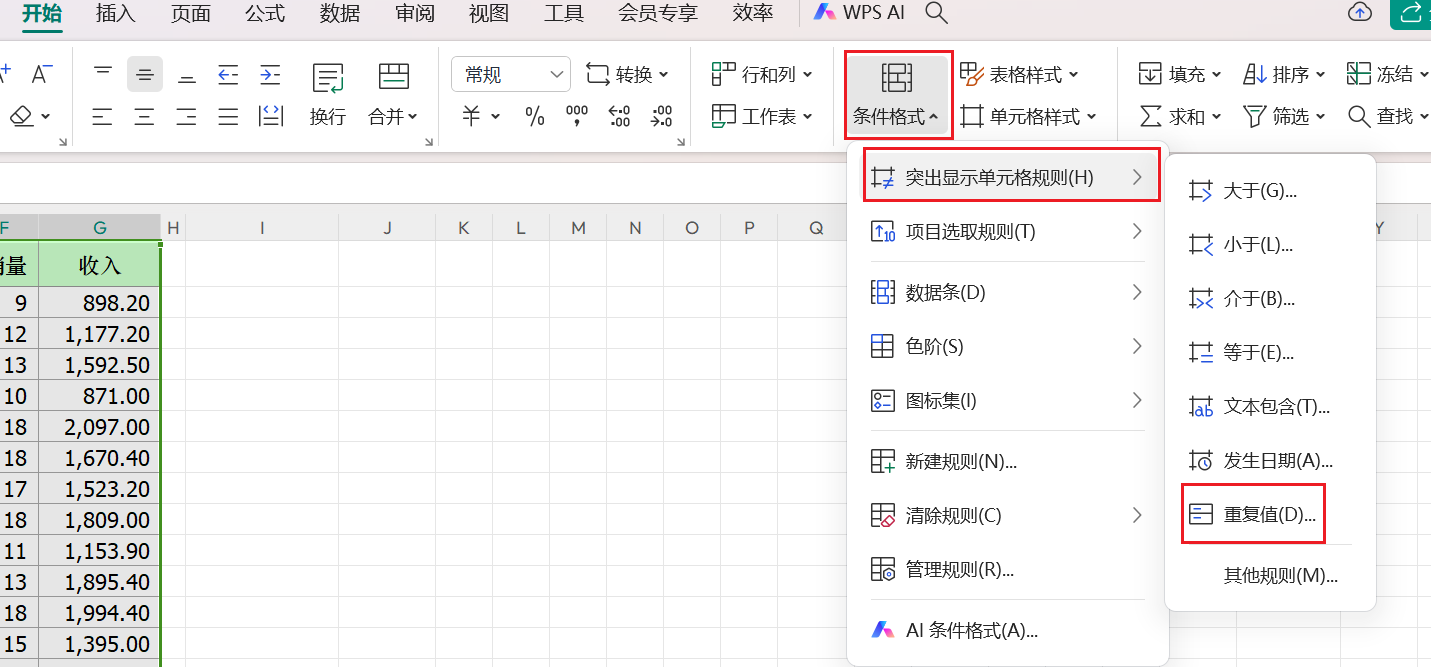 开始 插入 页面 公式 数据 审阅 视图 工具 会员专享 效率 WPS AI
A+ A- 换行 合并 常规 转换 行和列 条件格式 表格样式 填充 排序 冻结
¥ % 000 工作表 单元格样式 求和 筛选 查找
F G H I J K L M N O P Q Y
销量 收入
9 898.20
12 1,177.20
13 1,592.50
10 871.00
18 2,097.00
18 1,670.40
17 1,523.20
18 1,809.00
11 1,153.90
13 1,895.40
18 1,994.40
15 1,395.00
突出显示单元格规则(H)
项目选取规则(T)
数据条(D)
色阶(S)
图标集(I)
新建规则(N)...
清除规则(C)
管理规则(R)...
AI 条件格式(A)...
大于(G)...
小于(L)...
介于(B)...
等于(E)...
文本包含(T)...
发生日期(A)...
重复值(D)...
其他规则(M)...